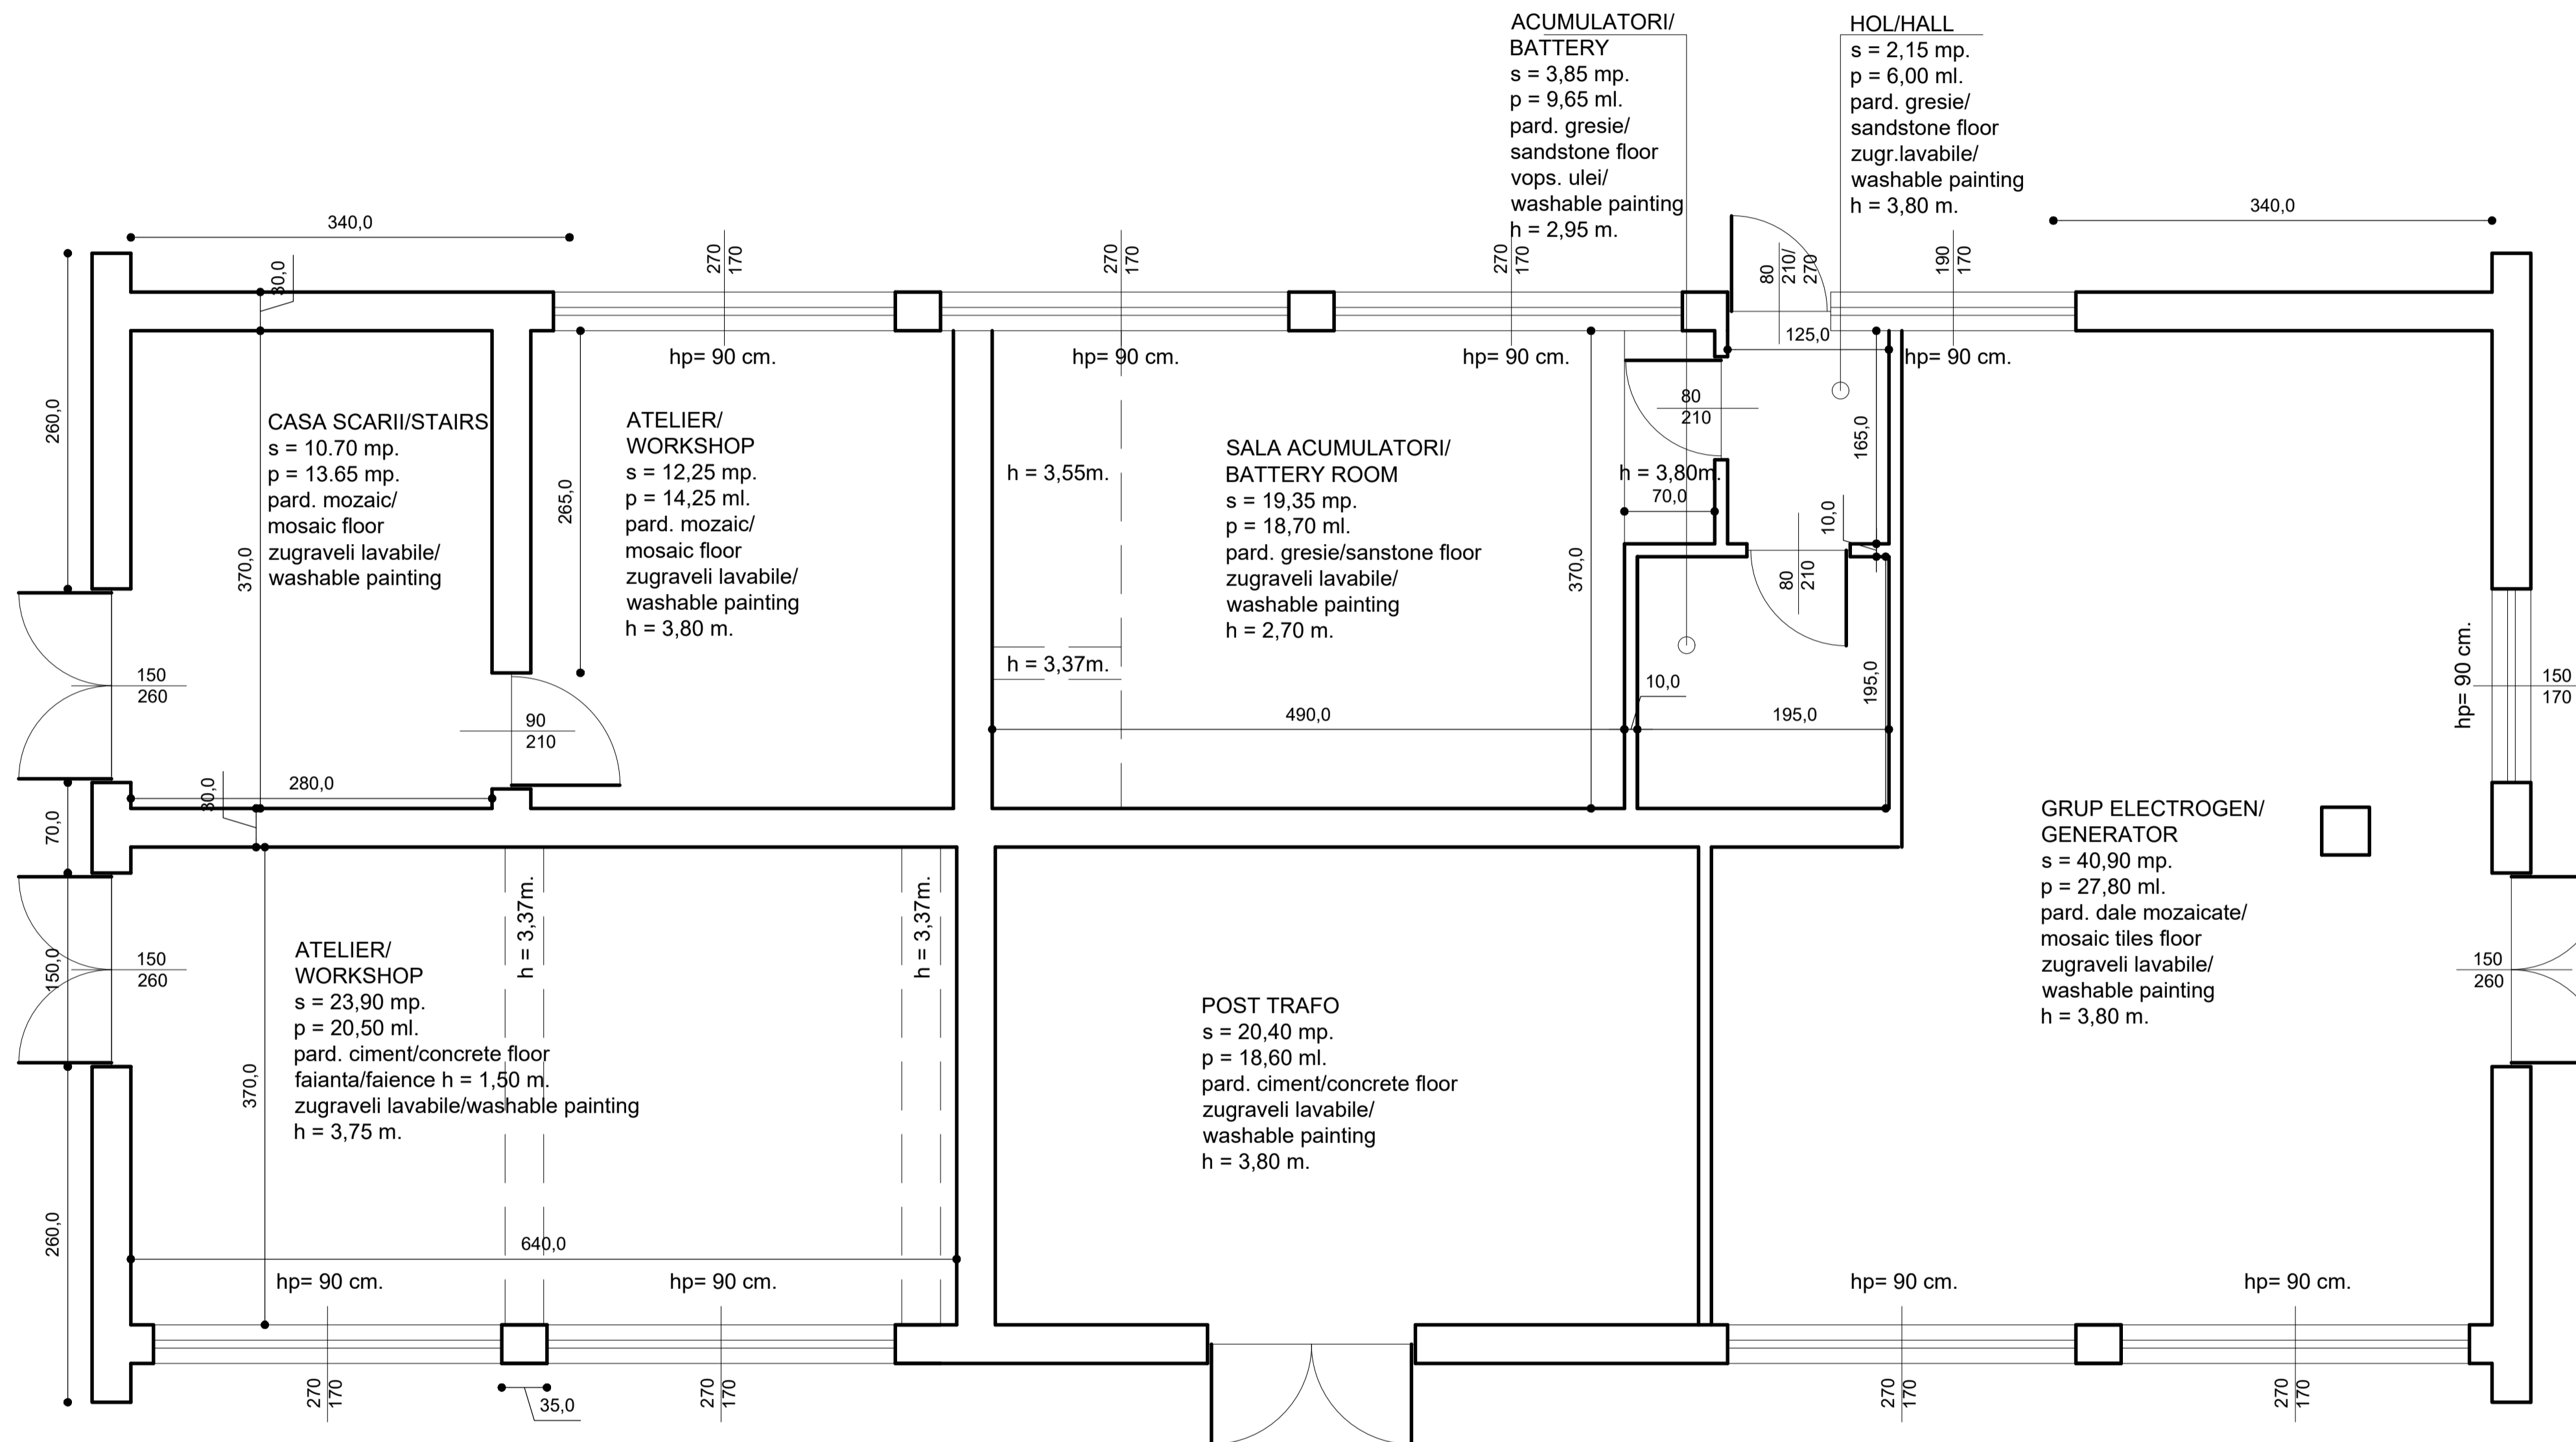 ACUMULATORI/
BATTERY
s = 3,85 mp.
p = 9,65 ml.
pard. gresie/
sandstone floor
vops. ulei/
washable painting
h = 2,95 m.
HOL/HALL
s = 2,15 mp.
p = 6,00 ml.
pard. gresie/
sandstone floor
zugr.lavabile/
washable painting
h = 3,80 m.
340,0
340,0
30,0
270
170
270
170
270
170
80
210/
270
190
170
hp= 90 cm.
hp= 90 cm.
hp= 90 cm.
125,0
hp= 90 cm.
260,0
CASA SCARII/STAIRS
s = 10.70 mp.
p = 13.65 mp.
pard. mozaic/
mosaic floor
zugraveli lavabile/
washable painting
370,0
265,0
ATELIER/
WORKSHOP
s = 12,25 mp.
p = 14,25 ml.
pard. mozaic/
mosaic floor
zugraveli lavabile/
washable painting
h = 3,80 m.
h = 3,55m.
h = 3,37m.
SALA ACUMULATORI/
BATTERY ROOM
s = 19,35 mp.
p = 18,70 ml.
pard. gresie/sanstone floor
zugraveli lavabile/
washable painting
h = 2,70 m.
370,0
80
210
h = 3,80m.
70,0
165,0
10,0
80
210
10,0
195,0
490,0
195,0
150
260
90
210
280,0
30,0
70,0
hp= 90 cm.
150
170
GRUP ELECTROGEN/
GENERATOR
s = 40,90 mp.
p = 27,80 ml.
pard. dale mozaicate/
mosaic tiles floor
zugraveli lavabile/
washable painting
h = 3,80 m.
150,0
150
260
h = 3,37m.
h = 3,37m.
150
260
ATELIER/
WORKSHOP
s = 23,90 mp.
p = 20,50 ml.
pard. ciment/concrete floor
faianta/faience h = 1,50 m.
zugraveli lavabile/washable painting
h = 3,75 m.
370,0
POST TRAFO
s = 20,40 mp.
p = 18,60 ml.
pard. ciment/concrete floor
zugraveli lavabile/
washable painting
h = 3,80 m.
260,0
640,0
hp= 90 cm.
hp= 90 cm.
hp= 90 cm.
hp= 90 cm.
270
170
270
170
35,0
270
170
270
170